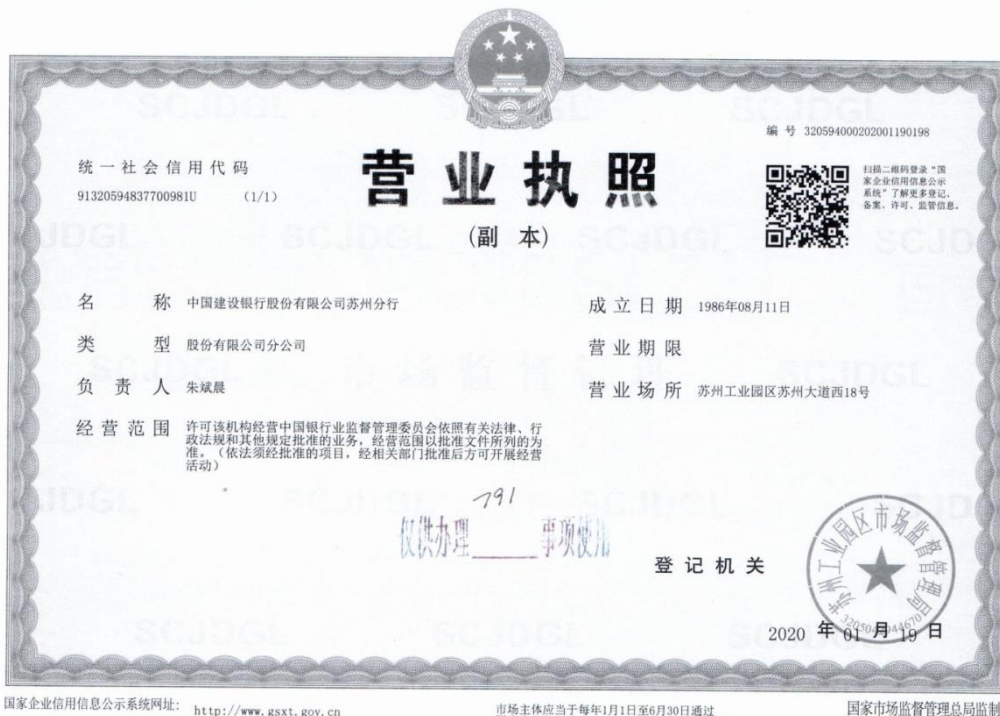 编 号 320594000202001190198
统一社会信用代码
91320594837700981U (1/1)
营业执照
(副 本)
扫描二维码登录“国
家企业信用信息公示
系统”了解更多登记、
备案、许可、监管信息。
名 称 中国建设银行股份有限公司苏州分行
类 型 股份有限公司分公司
负 责 人 朱斌晨
经 营 范 围 许可该机构经营中国银行业监督管理委员会依照有关法律、行
政法规和其他规定批准的业务，经营范围以批准文件所列的为
准。（依法须经批准的项目，经相关部门批准后方可开展经营
活动）
成 立 日 期 1986年08月11日
营 业 期 限
营 业 场 所 苏州工业园区苏州大道西18号
791
仅供办理______事项使用
登 记 机 关
苏州工业园区市场监督管理局
2020 年 01 月 19 日
国家企业信用信息公示系统网址： http://www.gsxt.gov.cn
市场主体应当于每年1月1日至6月30日通过
国家市场监督管理总局监制
SCJDGL
市场监督管理